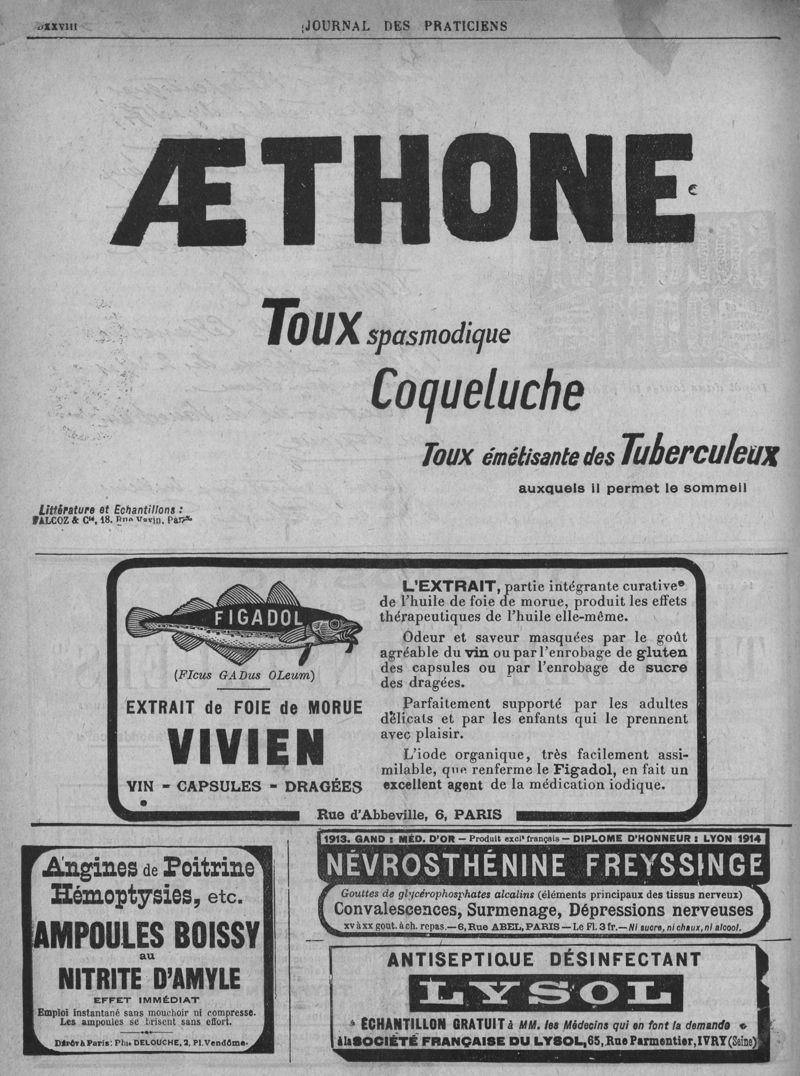 JOURNAL DES PRATICIENS
ÆTHONE
Toux spasmodique
Coqueluche
Toux émétisante des Tuberculeux
auxquels il permet le sommeil
Littérature et Echantillons :
FALCOZ & Cie, 18, Rue Vavin, Paris
FIGADOL
(FIcus GADus OLeum)
EXTRAIT de FOIE de MORUE
VIVIEN
VIN - CAPSULES - DRAGÉES
L'EXTRAIT, partie intégrante curative
de l'huile de foie de morue, produit les effets
thérapeutiques de l'huile elle-même.
Odeur et saveur masquées par le goût
agréable du vin ou par l'enrobage de gluten
des capsules ou par l'enrobage de sucre
des dragées.
Parfaitement supporté par les adultes
délicats et par les enfants qui le prennent
avec plaisir.
L'iode organique, très facilement assi-
milable, que renferme le Figadol, en fait un
excellent agent de la médication iodique.
Rue d'Abbeville, 6, PARIS
Angines de Poitrine
Hémoptysies, etc.
AMPOULES BOISSY
au
NITRITE D'AMYLE
EFFET IMMÉDIAT
Emploi instantané sans mouchoir ni compresse.
Les ampoules se brisent sans effort.
Dépôt à Paris: Phie DELOUCHE, 2, Pl. Vendôme.
1913. GAND : MÉD. D'OR — Produit exclt français — DIPLOME D'HONNEUR : LYON 1914
NÉVROSTHÉNINE FREYSSINGE
Gouttes de glycérophosphates alcalins (éléments principaux des tissus nerveux)
Convalescences, Surmenage, Dépressions nerveuses
XV à XX gout. à ch. repas. — 6, Rue ABEL, PARIS — Le Fl. 3 fr. — Ni sucre, ni chaux, ni alcool.
ANTISEPTIQUE DÉSINFECTANT
LYSOL
ÉCHANTILLON GRATUIT à MM. les Médecins qui en font la demande
à la SOCIÉTÉ FRANÇAISE DU LYSOL, 65, Rue Parmentier, IVRY (Seine)